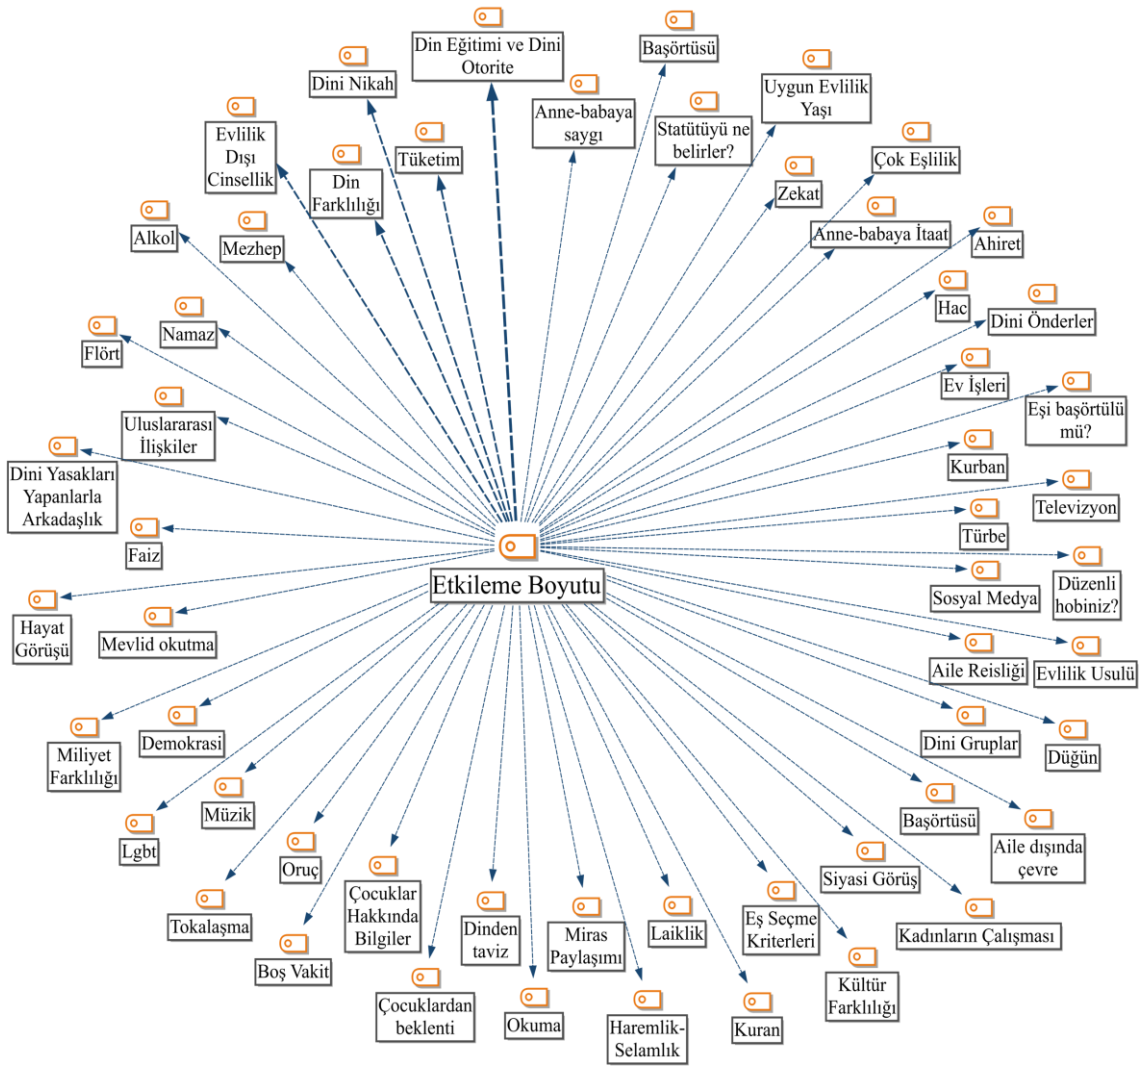 Din Eğitimi ve Dini
Otorite
Başörtüsü
Dini Nikah
Uygun Evlilik
Yaşı
Anne-babaya
saygı
Statütüyü ne
belirler?
Evlilik
Dışı
Cinsellik
Tüketim
Çok Eşlilik
Din
Farklılığı
Zekat
Alkol
Mezhep
Anne-babaya İtaat
Ahiret
Hac
Dini Önderler
Namaz
Flört
Ev İşleri
Eşi başörtülü
mü?
Uluslararası
İlişkiler
Dini Yasakları
Yapanlarla
Arkadaşlık
Kurban
Televizyon
Türbe
Faiz
Etkileme Boyutu
Düzenli
hobiniz?
Sosyal Medya
Hayat
Görüşü
Mevlid okutma
Aile Reisliği
Evlilik Usulü
Miliyet
Farklılığı
Demokrasi
Dini Gruplar
Düğün
Müzik
Başörtüsü
Lgbt
Aile dışında
çevre
Oruç
Siyasi Görüş
Çocuklar
Hakkında
Bilgiler
Tokalaşma
Dinden
taviz
Miras
Paylaşımı
Laiklik
Eş Seçme
Kriterleri
Kadınların Çalışması
Boş Vakit
Kültür
Farklılığı
Çocuklardan
beklenti
Okuma
Haremlik-
Selamlık
Kuran